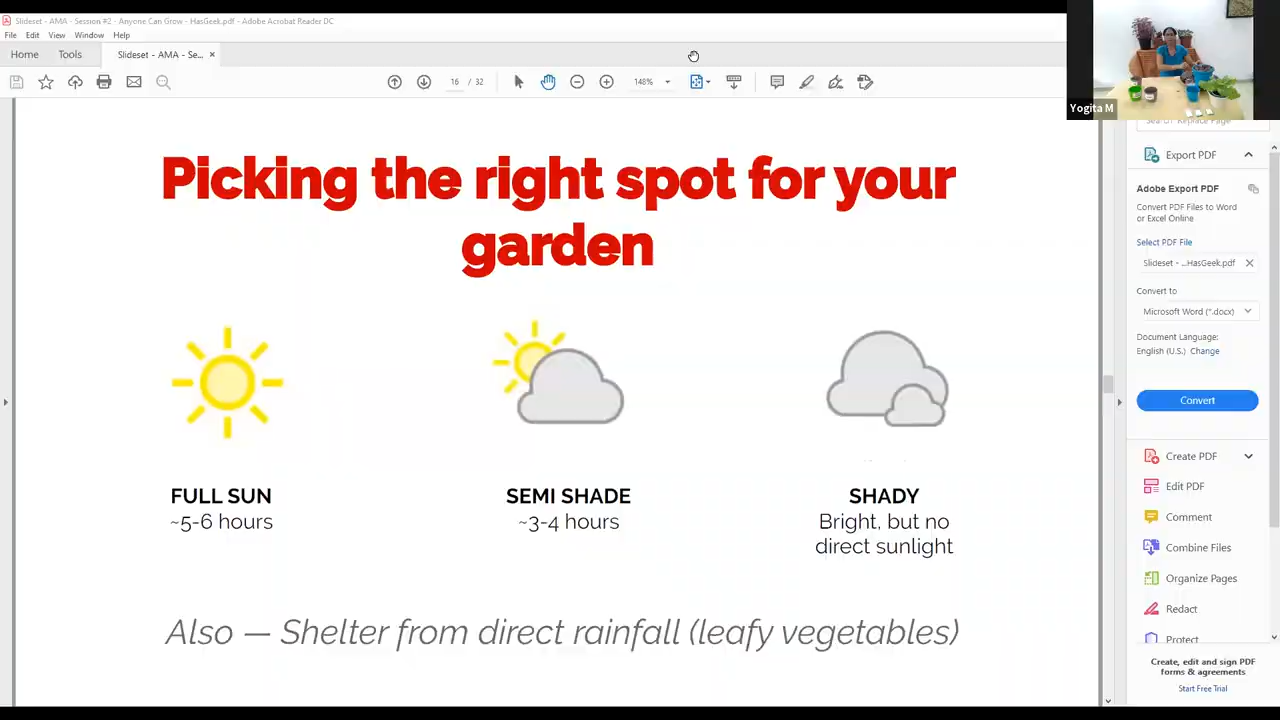 Slideset - AMA - Session #2 - Anyone Can Grow - HasGeek.pdf - Adobe Acrobat Reader DC
File Edit View Window Help
Home Tools Slideset - AMA - Se... ×
16 / 32 148%
Yogita M
Picking the right spot for your
garden
FULL SUN
~5-6 hours
SEMI SHADE
~3-4 hours
SHADY
Bright, but no
direct sunlight
Also — Shelter from direct rainfall (leafy vegetables)
Search 'Replace Page'
Export PDF
Adobe Export PDF
Convert PDF Files to Word
or Excel Online
Select PDF File
Slideset - ...HasGeek.pdf
Convert to
Microsoft Word (*.docx)
Document Language:
English (U.S.) Change
Convert
Create PDF
Edit PDF
Comment
Combine Files
Organize Pages
Redact
Protect
Create, edit and sign PDF
forms & agreements
Start Free Trial